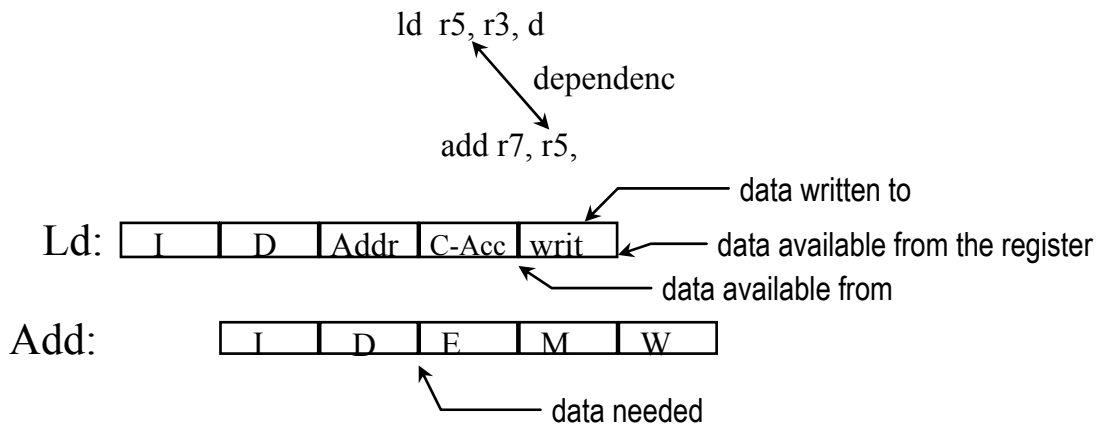 ld r5, r3, d
dependenc
add r7, r5,
data written to
Ld: I D Addr C-Acc writ
data available from the register
data available from
Add: I D E M W
data needed